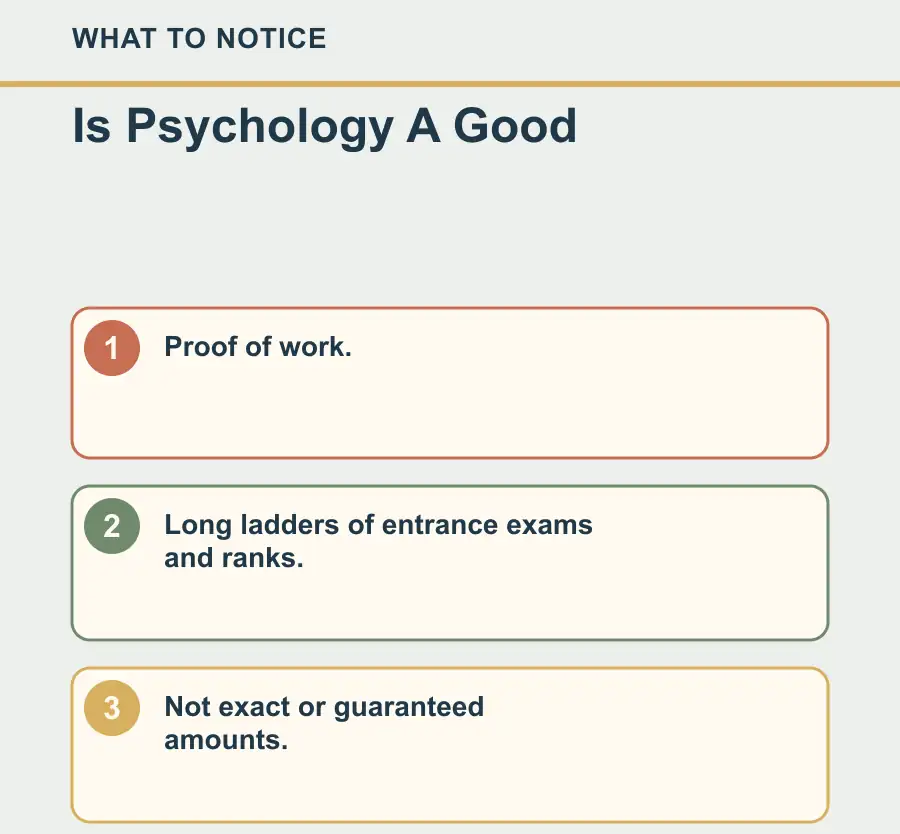 WHAT TO NOTICE
Is Psychology A Good
1 Proof of work.
2 Long ladders of entrance exams
and ranks.
3 Not exact or guaranteed
amounts.